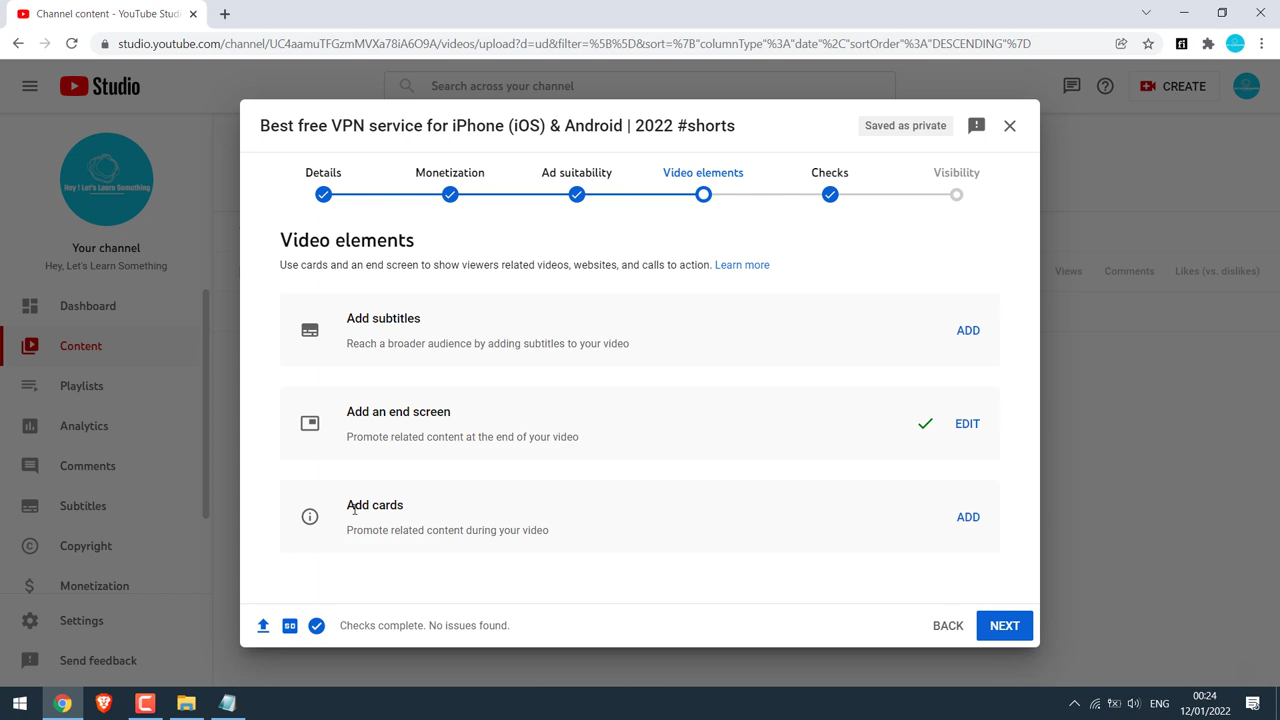 Channel content - YouTube Studi
studio.youtube.com/channel/UC4aamuTFGzmMVXa78iA6O9A/videos/upload?d=ud&filter=%5B%5D&sort=%7B"columnType"%3A"date"%2C"sortOrder"%3A"DESCENDING"%7D
Studio
Search across your channel
CREATE
Best free VPN service for iPhone (iOS) & Android | 2022 #shorts
Saved as private
Details
Monetization
Ad suitability
Video elements
Checks
Visibility
Hey ! Let's Learn Something
Your channel
Hey, Let's Learn Something
Dashboard
Content
Playlists
Analytics
Comments
Subtitles
Copyright
Monetization
Settings
Send feedback
Video elements
Use cards and an end screen to show viewers related videos, websites, and calls to action. Learn more
Add subtitles
Reach a broader audience by adding subtitles to your video
ADD
Add an end screen
Promote related content at the end of your video
EDIT
Add cards
Promote related content during your video
ADD
Views
Comments
Likes (vs. dislikes)
SD
Checks complete. No issues found.
BACK
NEXT
ENG
00:24
12/01/2022